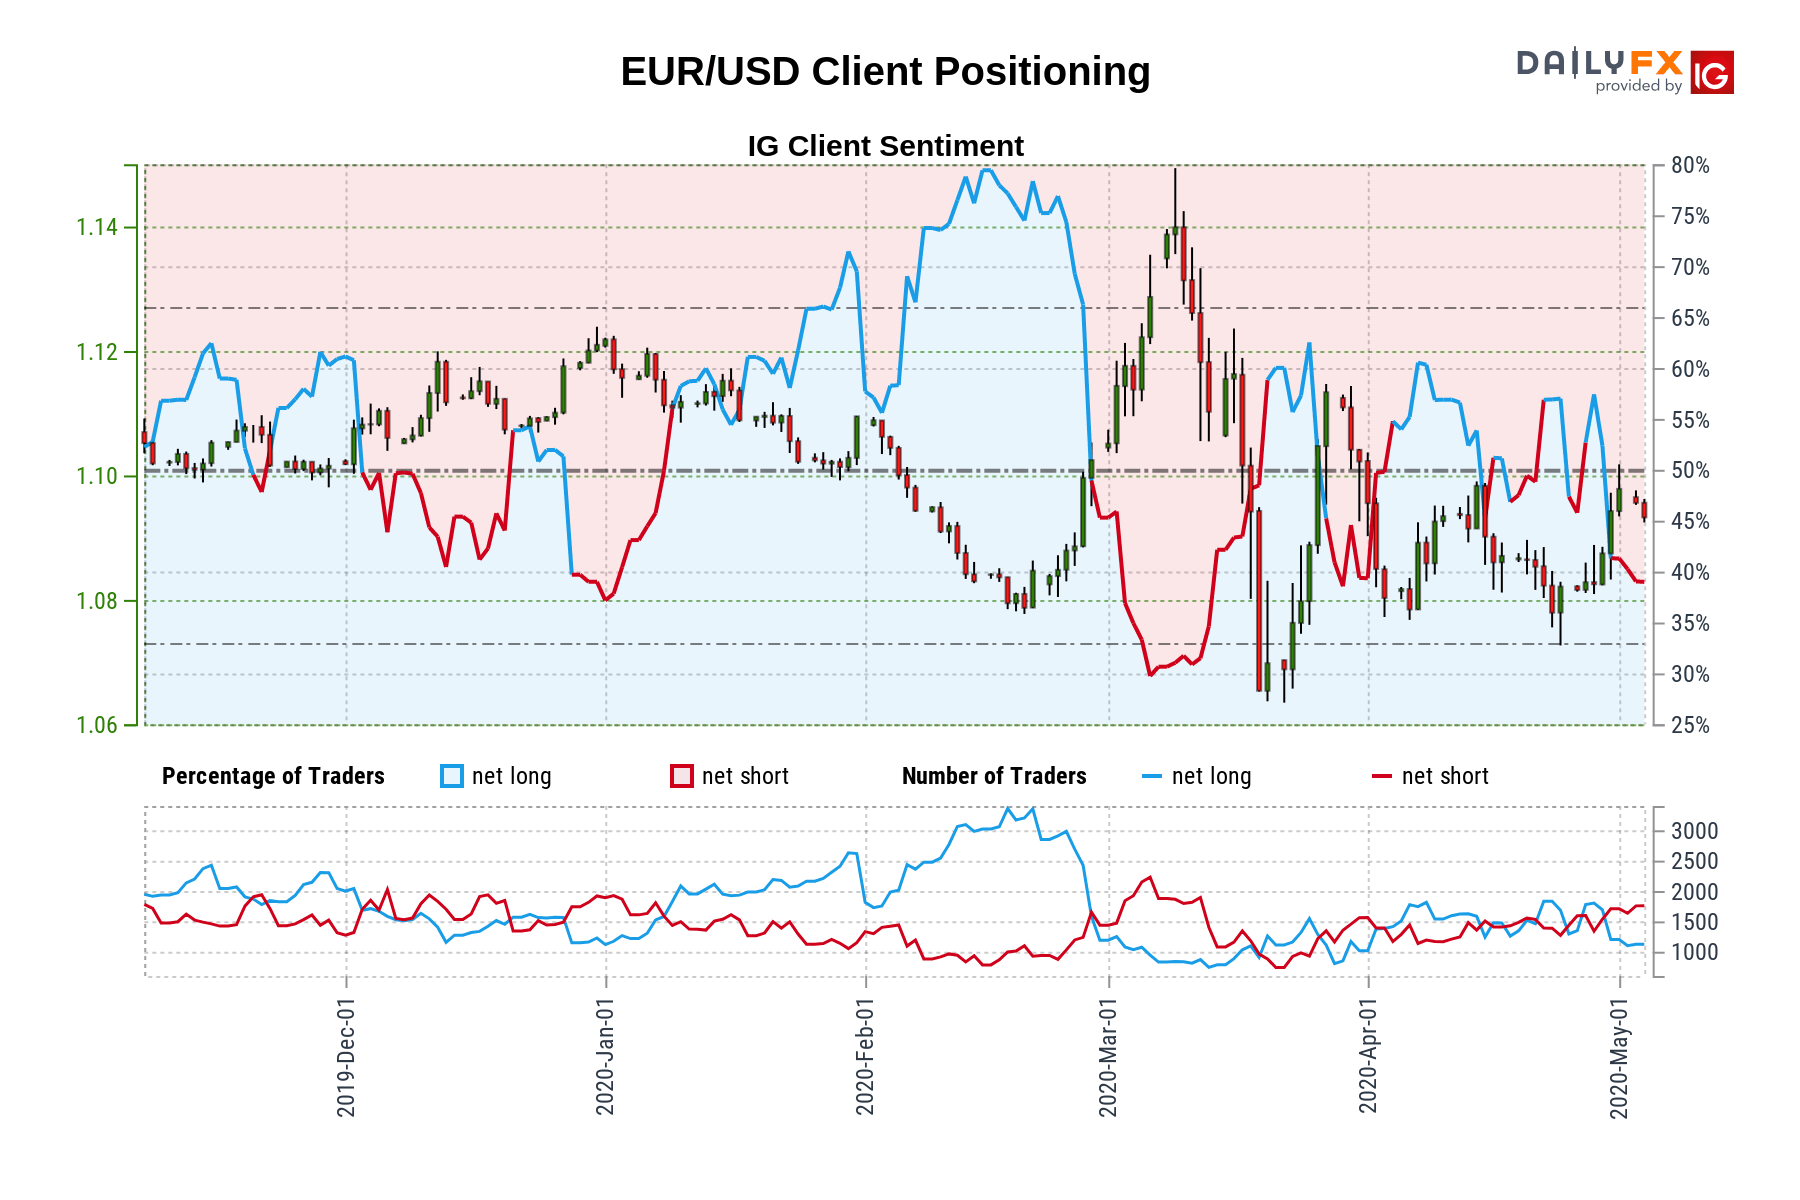 EUR/USD Client Positioning
DAILYFX
provided by
IG
IG Client Sentiment
1.14
1.12
1.10
1.08
1.06
80%
75%
70%
65%
60%
55%
50%
45%
40%
35%
30%
25%
Percentage of Traders net long net short Number of Traders net long net short
3000
2500
2000
1500
1000
2019-Dec-01
2020-Jan-01
2020-Feb-01
2020-Mar-01
2020-Apr-01
2020-May-01